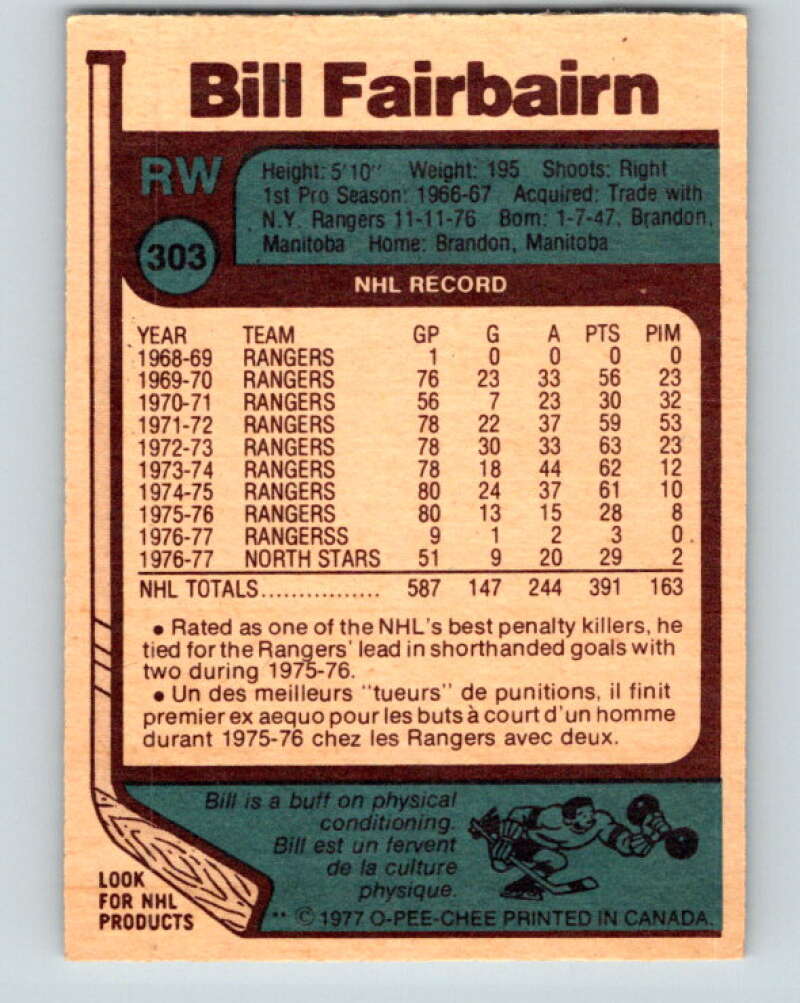 Bill Fairbairn
RW
303
Height: 5'10" Weight: 195 Shoots: Right
1st Pro Season: 1966-67 Acquired: Trade with
N.Y. Rangers 11-11-76 Born: 1-7-47, Brandon,
Manitoba Home: Brandon, Manitoba
NHL RECORD
YEAR TEAM GP G A PTS PIM
1968-69 RANGERS 1 0 0 0 0
1969-70 RANGERS 76 23 33 56 23
1970-71 RANGERS 56 7 23 30 32
1971-72 RANGERS 78 22 37 59 53
1972-73 RANGERS 78 30 33 63 23
1973-74 RANGERS 78 18 44 62 12
1974-75 RANGERS 80 24 37 61 10
1975-76 RANGERS 80 13 15 28 8
1976-77 RANGERSS 9 1 2 3 0
1976-77 NORTH STARS 51 9 20 29 2
NHL TOTALS................ 587 147 244 391 163
• Rated as one of the NHL's best penalty killers, he
tied for the Rangers' lead in shorthanded goals with
two during 1975-76.
• Un des meilleurs "tueurs" de punitions, il finit
premier ex aequo pour les buts à court d'un homme
durant 1975-76 chez les Rangers avec deux.
Bill is a buff on physical
conditioning.
Bill est un fervent
de la culture
physique.
LOOK
FOR NHL
PRODUCTS
** © 1977 O-PEE-CHEE PRINTED IN CANADA.